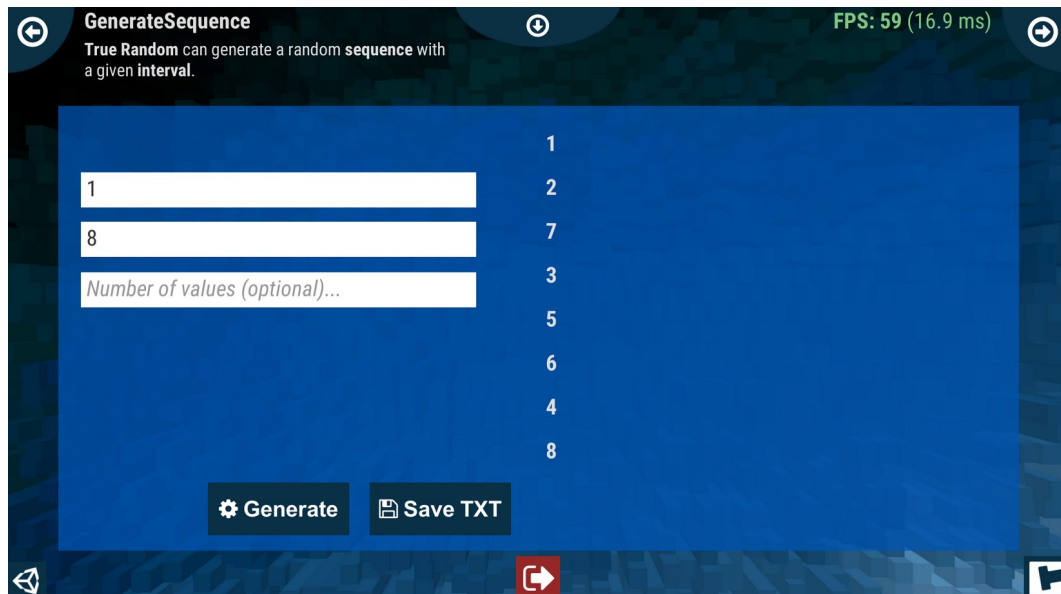 GenerateSequence
True Random can generate a random sequence with
a given interval.
FPS: 59 (16.9 ms)
1
8
Number of values (optional)...
Generate
Save TXT
1
2
7
3
5
6
4
8